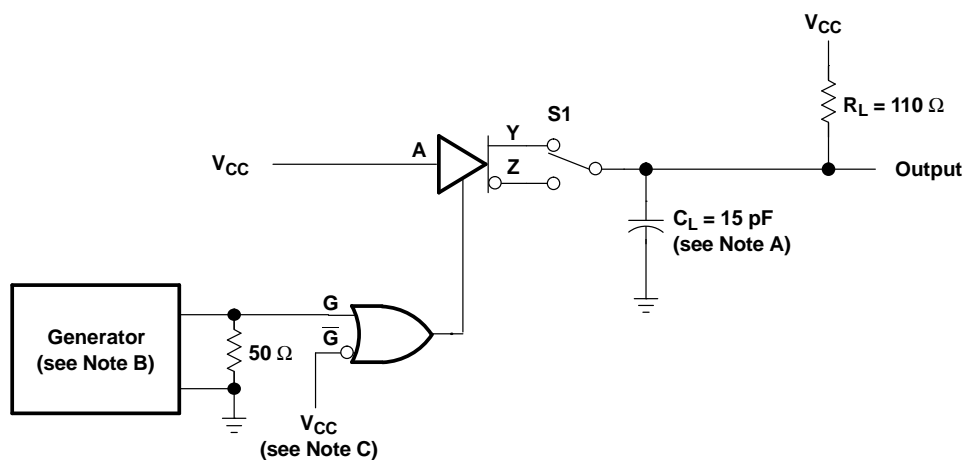 VCC
RL = 110 Ω
S1
Y
A
VCC
Z
Output
CL = 15 pF
(see Note A)
G
G̅
Generator
(see Note B)
50 Ω
VCC
(see Note C)